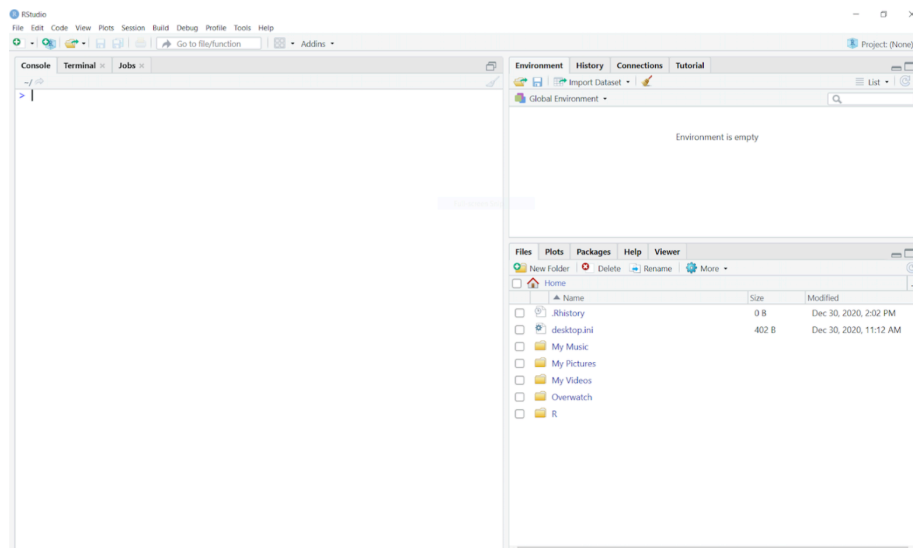 RStudio
File Edit Code View Plots Session Build Debug Profile Tools Help
Go to file/function Addins Project: (None)
Console Terminal Jobs
~/
>
Environment History Connections Tutorial
Import Dataset List
Global Environment
Environment is empty
Files Plots Packages Help Viewer
New Folder Delete Rename More
Home
Name Size Modified
.Rhistory 0 B Dec 30, 2020, 2:02 PM
desktop.ini 402 B Dec 30, 2020, 11:12 AM
My Music
My Pictures
My Videos
Overwatch
R